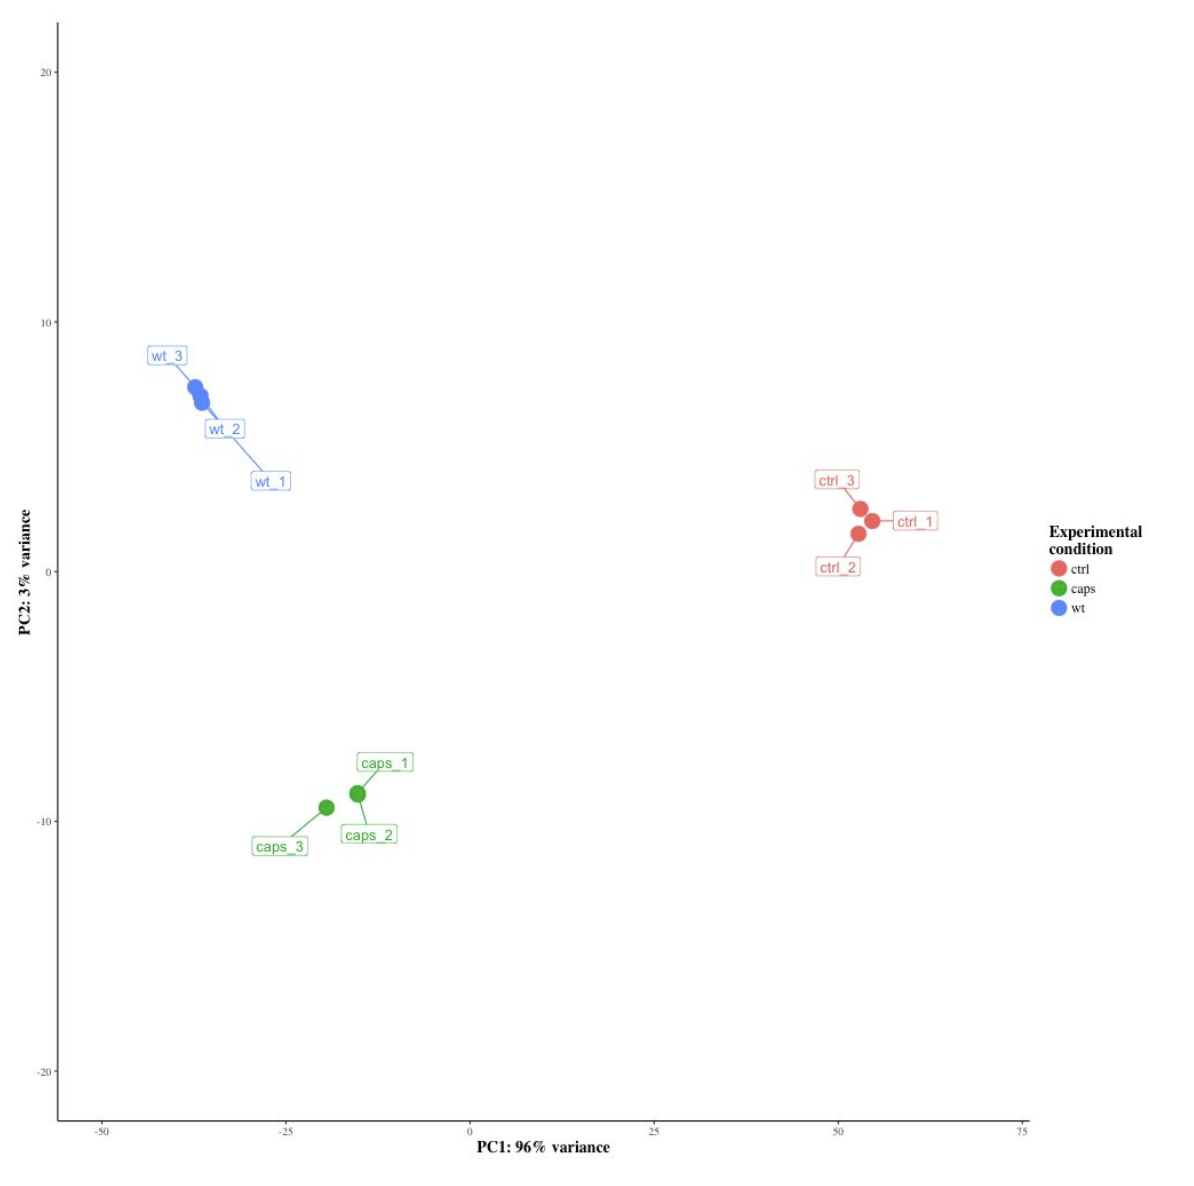 20
10
0
-10
-20
PC2: 3% variance
wt_3
wt_2
wt_1
ctrl_3
ctrl_1
ctrl_2
caps_1
caps_2
caps_3
-50
-25
0
25
50
75
PC1: 96% variance
Experimental
condition
ctrl
caps
wt